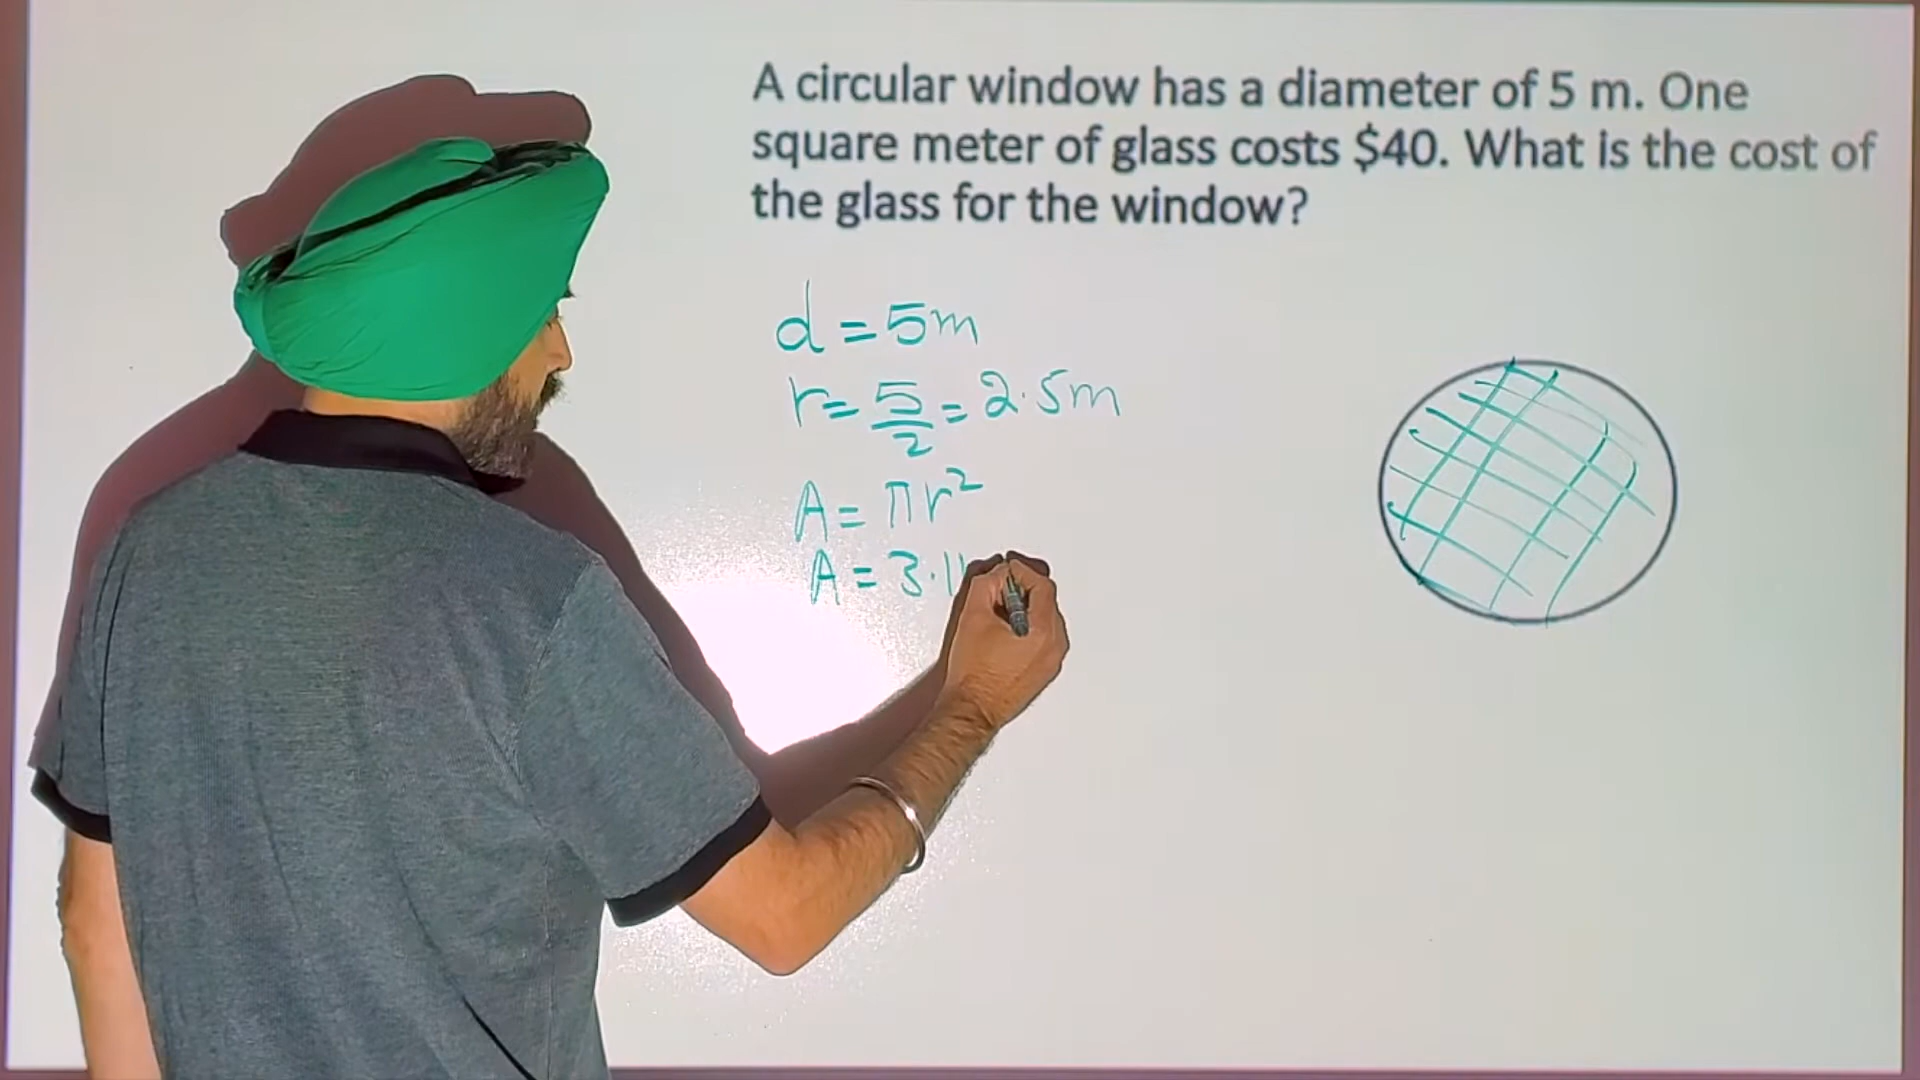 A circular window has a diameter of 5 m. One
square meter of glass costs $40. What is the cost of
the glass for the window?
d = 5m
r = 5/2 = 2.5m
A = πr²
A = 3.1